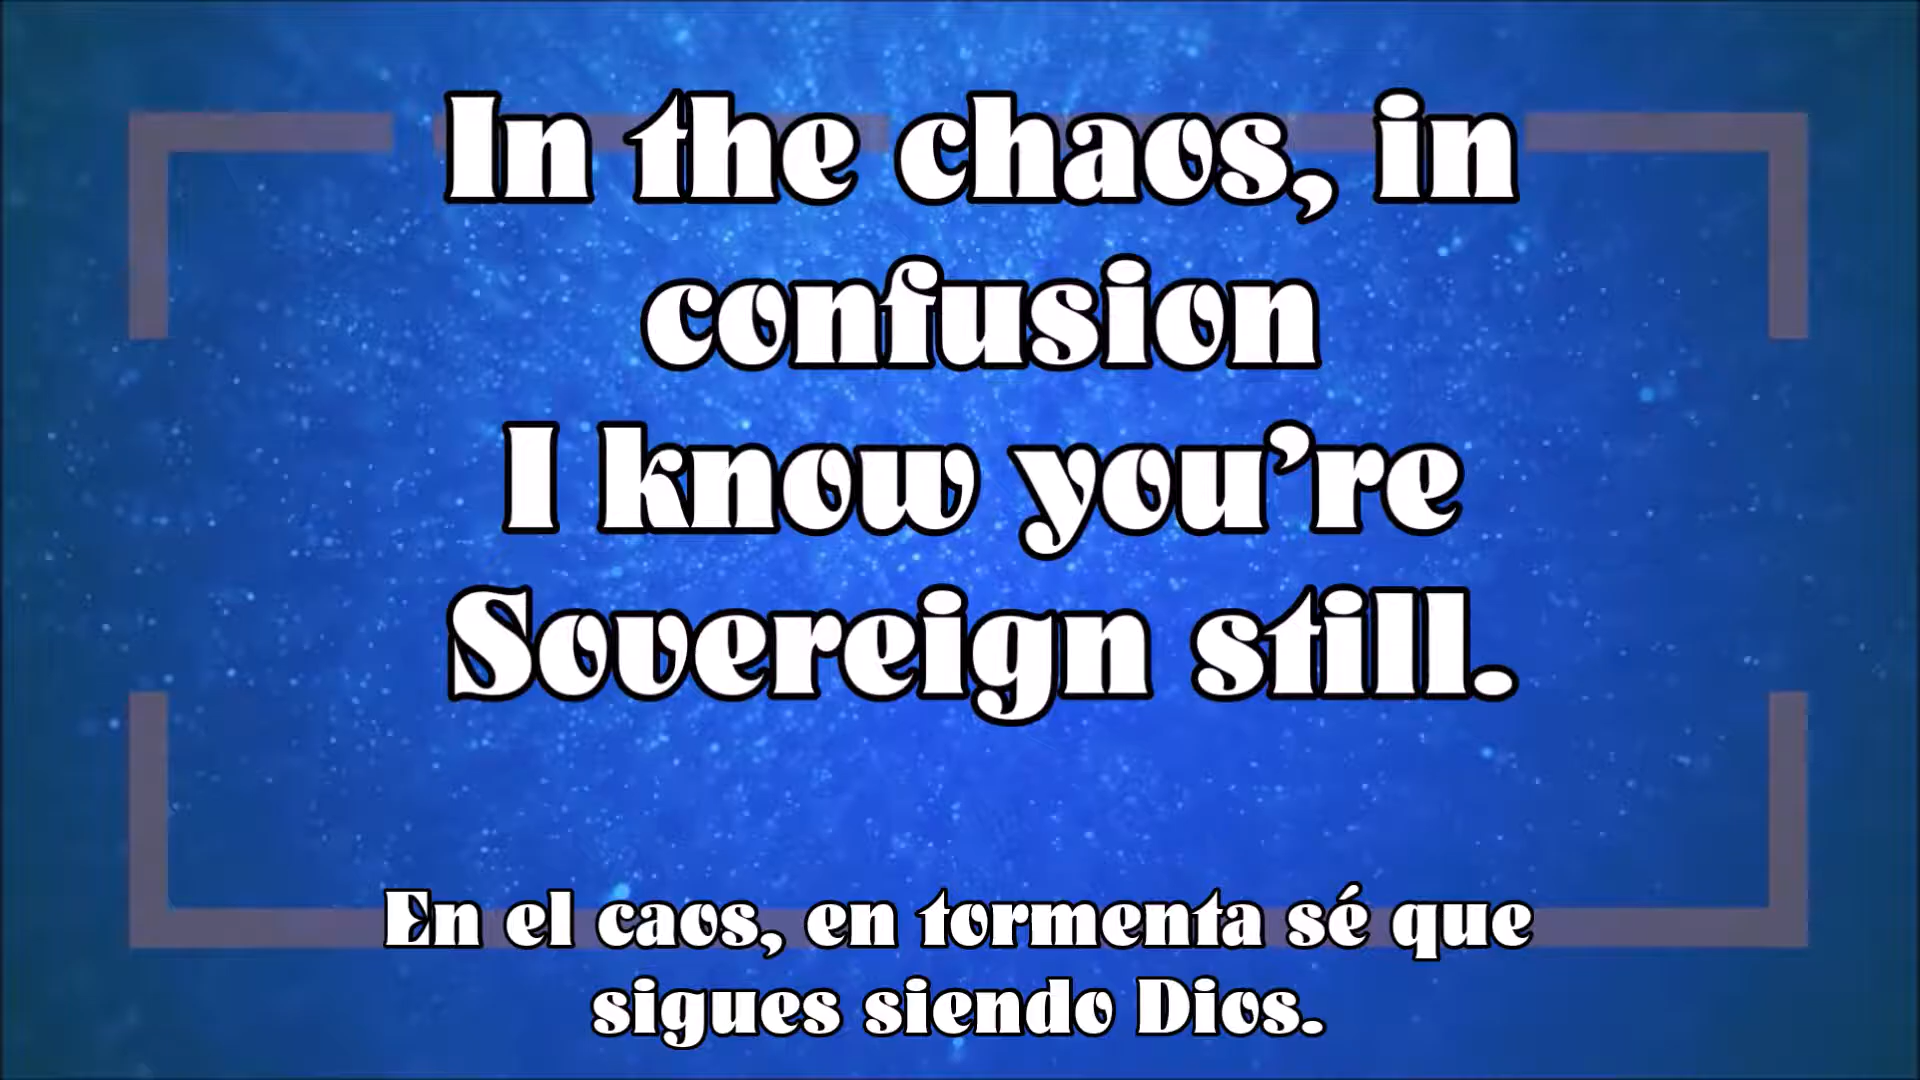 In the chaos, in
confusion
I know you’re
Sovereign still.
En el caos, en tormenta sé que
sigues siendo Dios.